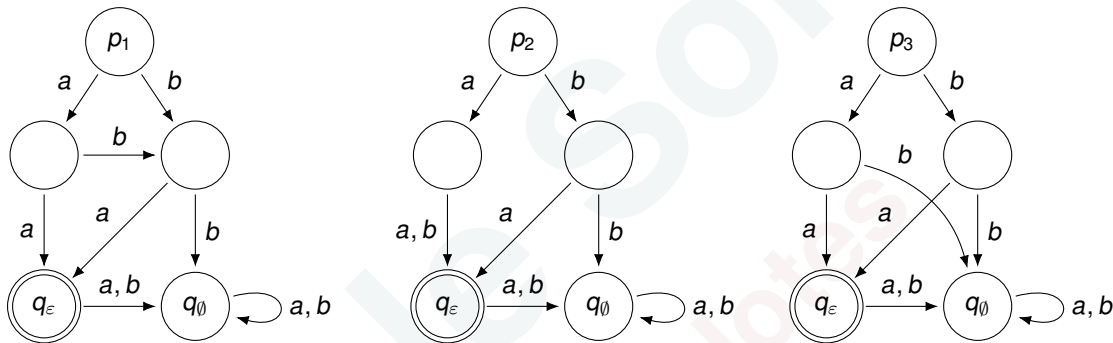 p1 p2 p3
a b a b a b
b b
a a b a, b a b a a b
qε a, b q∅ a, b qε a, b q∅ a, b qε a, b q∅ a, b